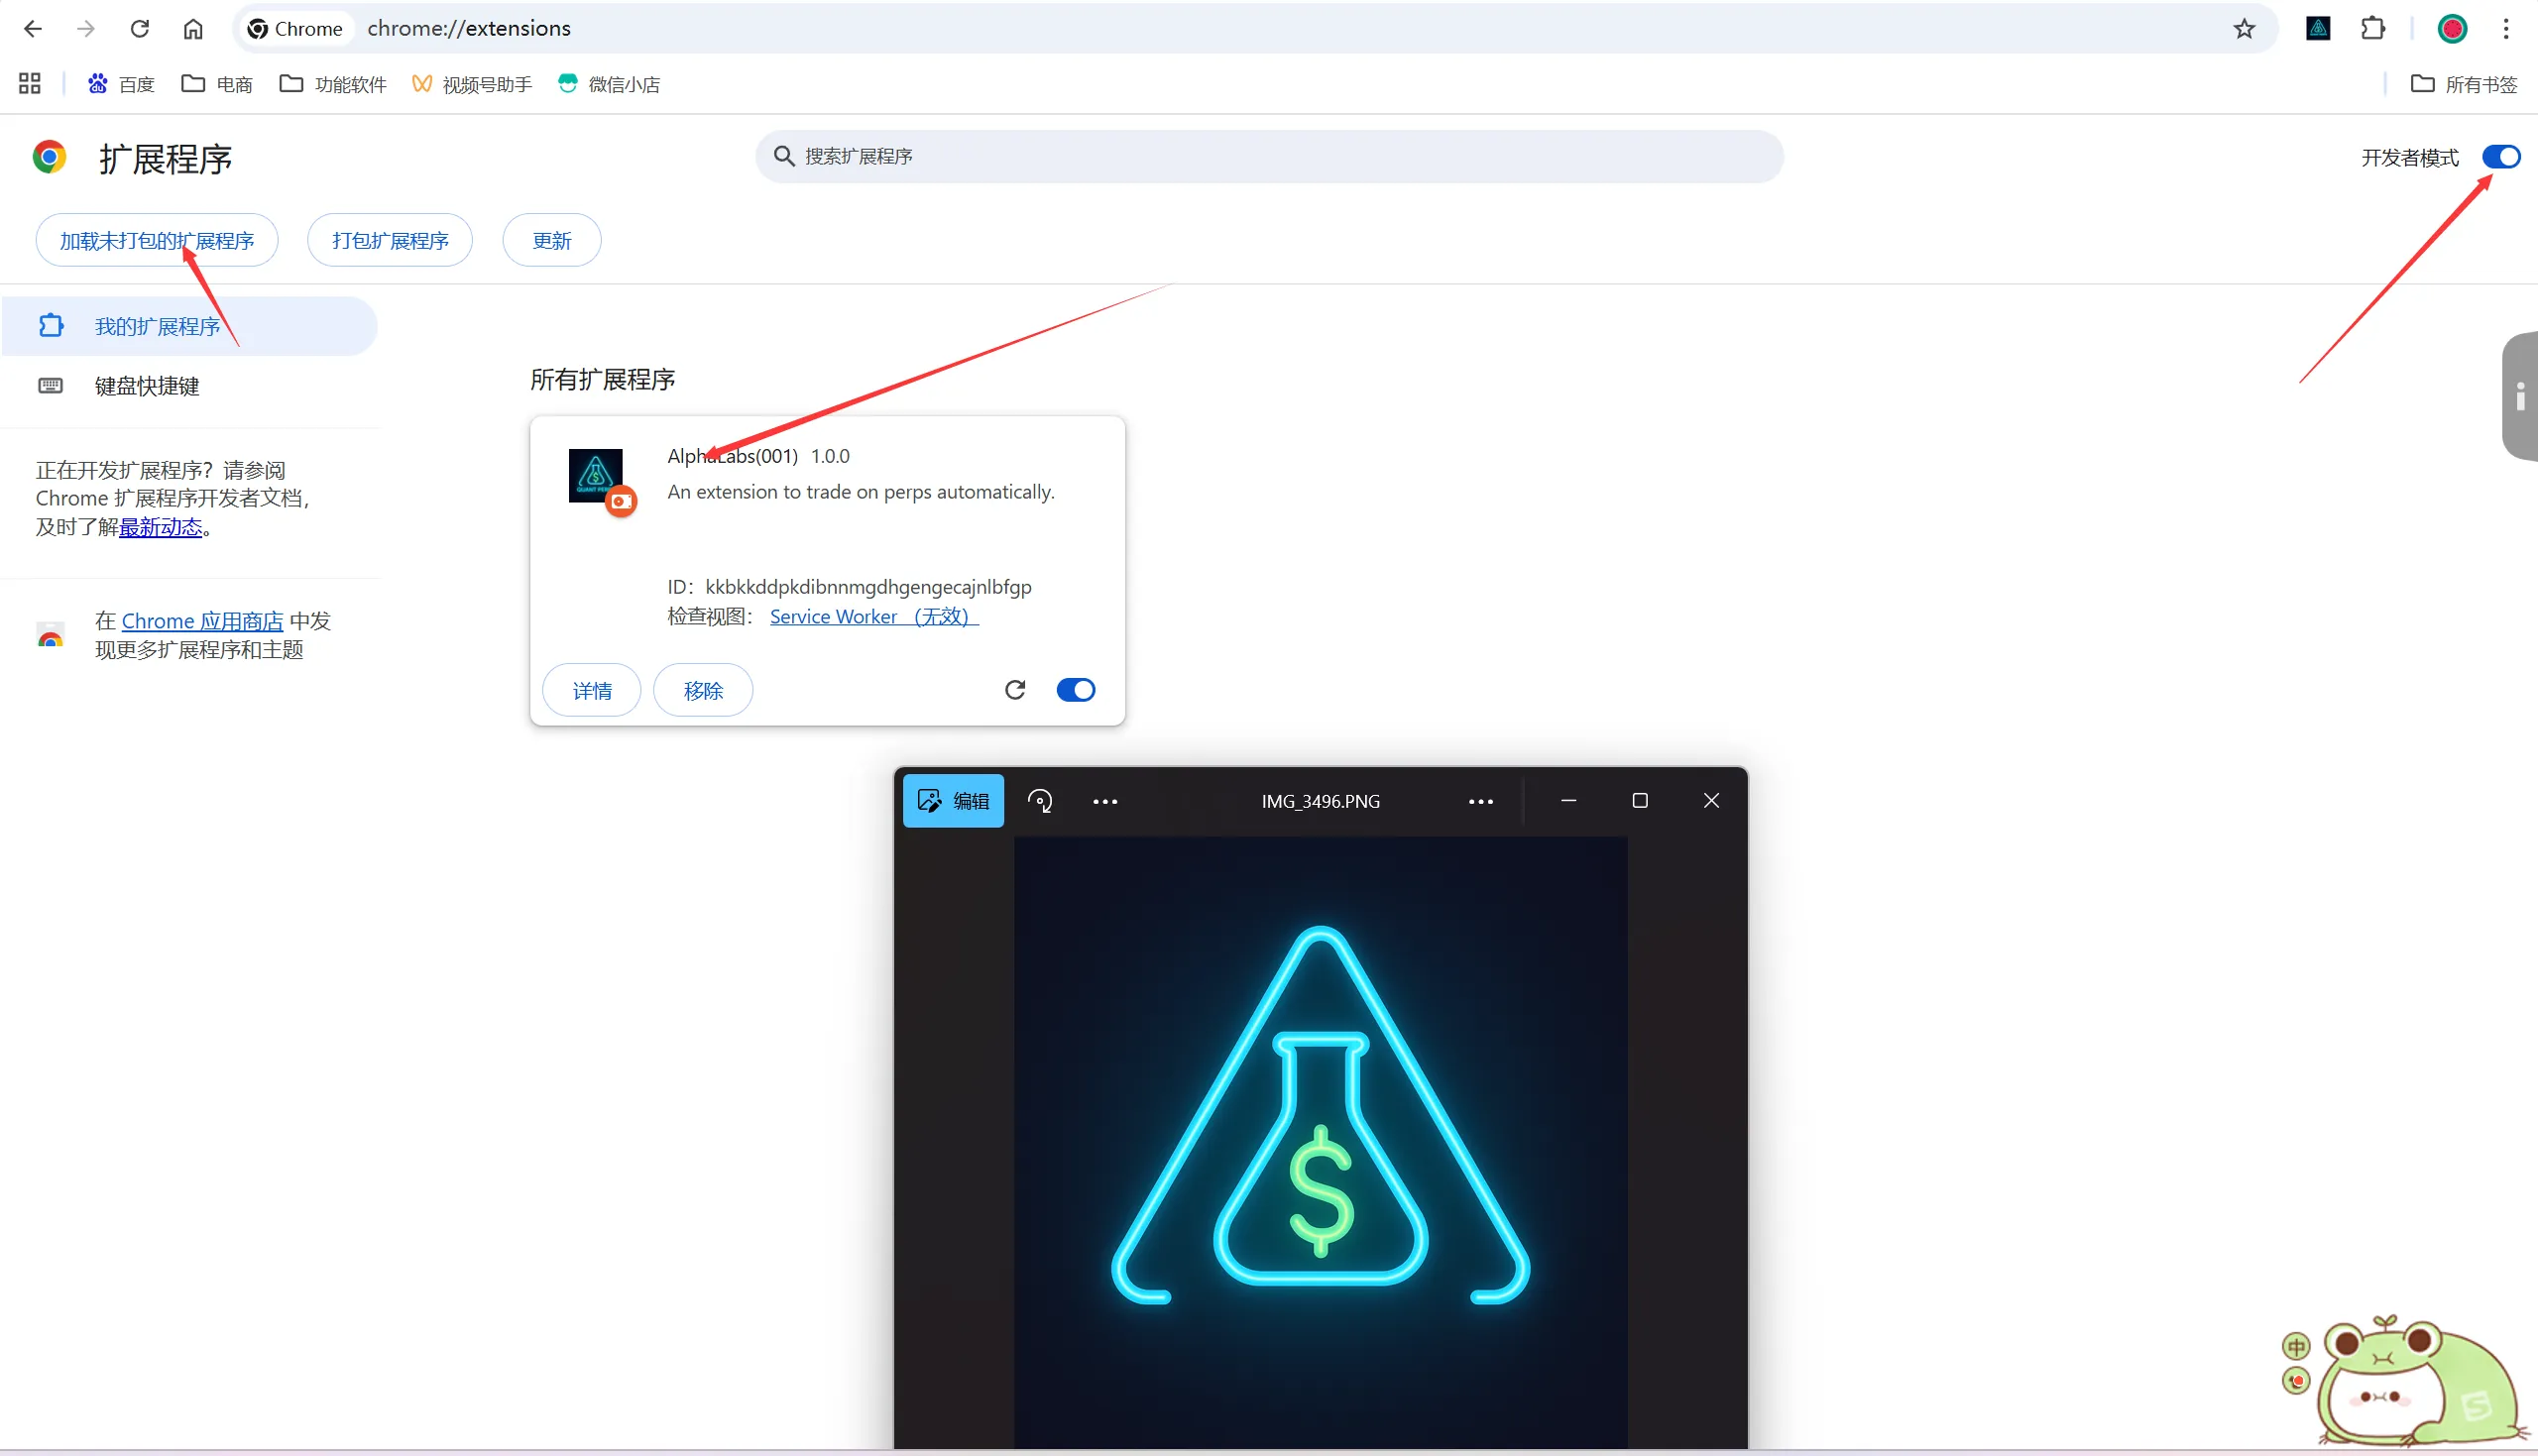 Chrome chrome://extensions
百度 电商 功能软件 视频号助手 微信小店 所有书签
扩展程序 搜索扩展程序 开发者模式
加载未打包的扩展程序 打包扩展程序 更新
我的扩展程序
键盘快捷键
正在开发扩展程序？请参阅
Chrome 扩展程序开发者文档，
及时了解最新动态。
在 Chrome 应用商店 中发
现更多扩展程序和主题
所有扩展程序
AlphaLabs(001) 1.0.0
An extension to trade on perps automatically.
ID：kkbkkddpkdibnnmgdhgengecajnlbfgp
检查视图： Service Worker （无效）
详情 移除
编辑 IMG_3496.PNG
$
中
S